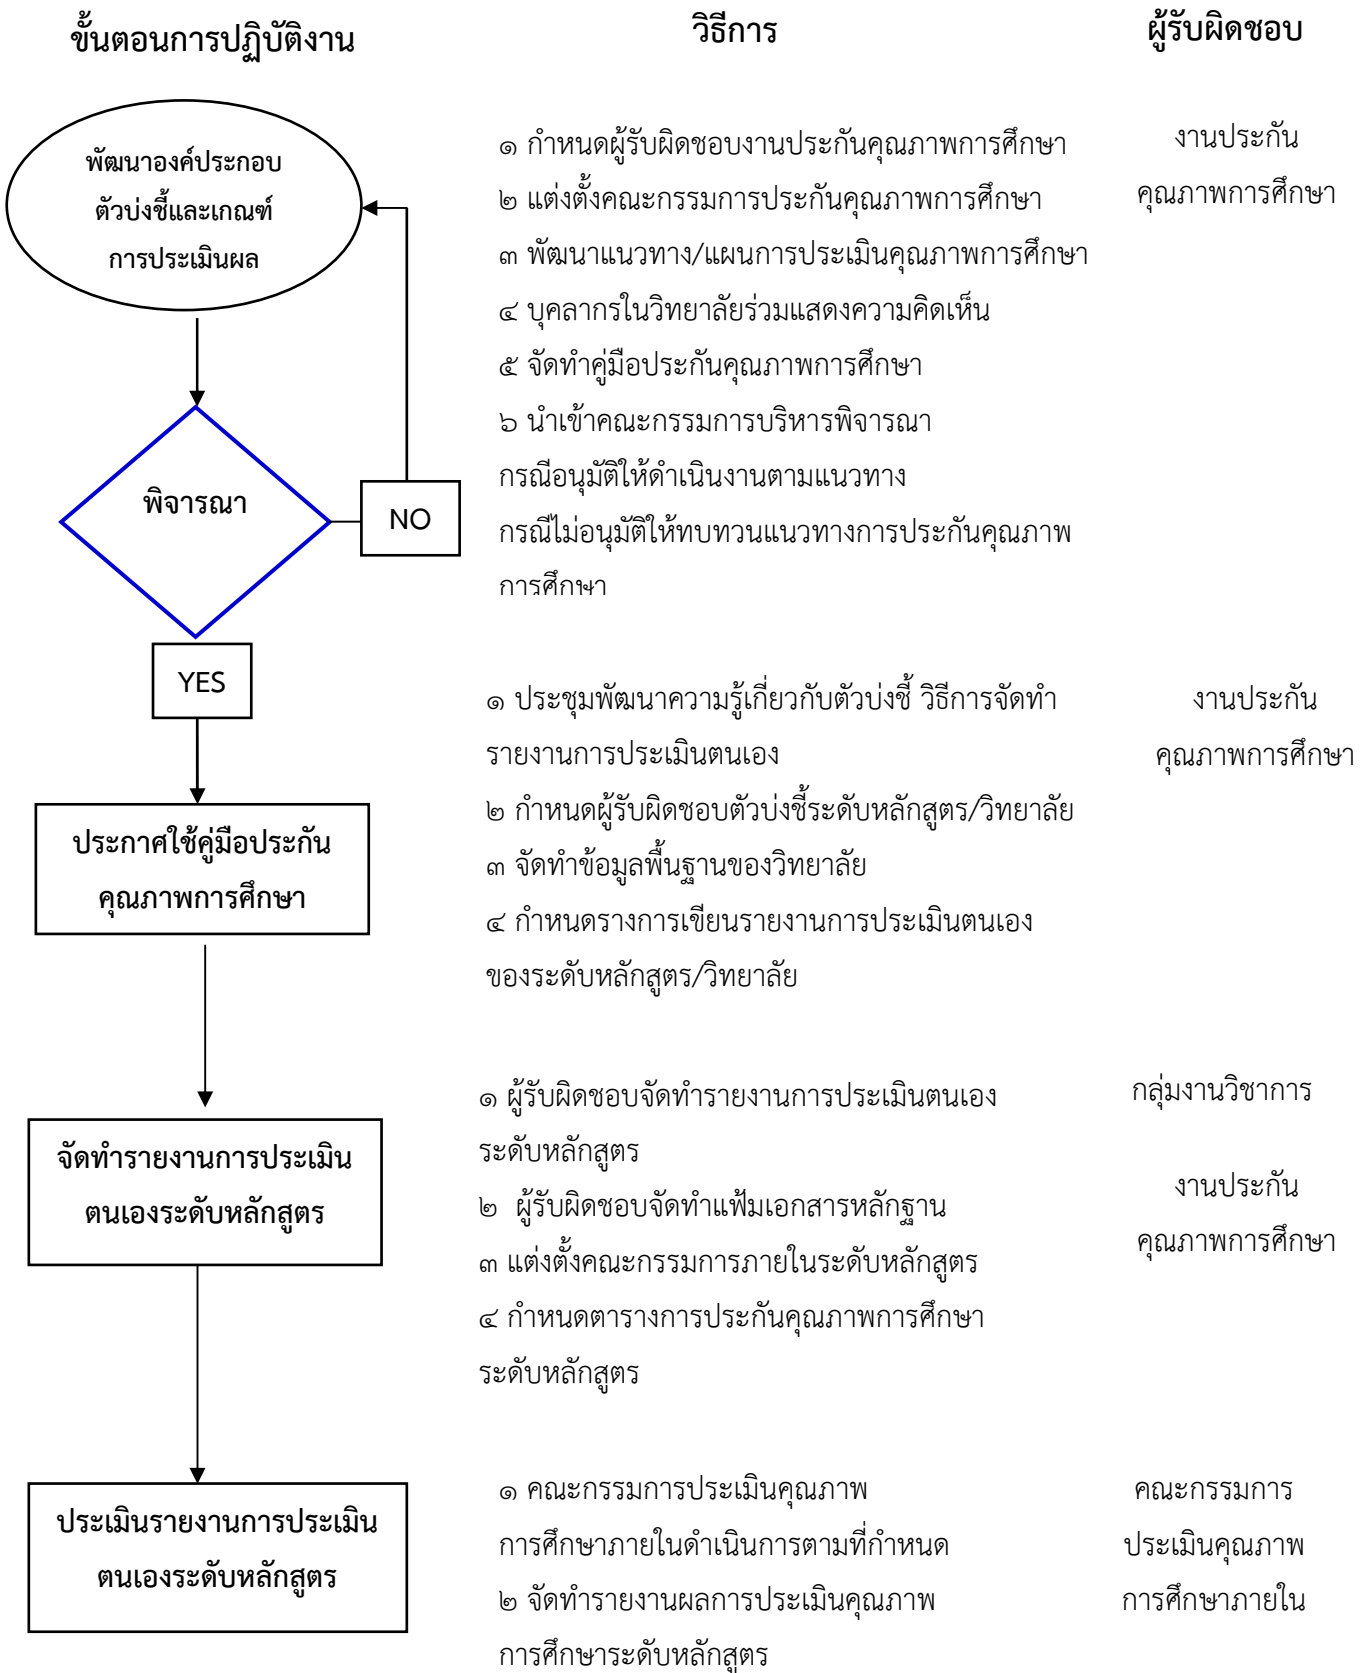 ขั้นตอนการปฏิบัติงาน
วิธีการ
ผู้รับผิดชอบ
พัฒนาองค์ประกอบ
ตัวบ่งชี้และเกณฑ์
การประเมินผล
๑ กำหนดผู้รับผิดชอบงานประกันคุณภาพการศึกษา
๒ แต่งตั้งคณะกรรมการประกันคุณภาพการศึกษา
๓ พัฒนาแนวทาง/แผนการประเมินคุณภาพการศึกษา
๔ บุคลากรในวิทยาลัยร่วมแสดงความคิดเห็น
๕ จัดทำคู่มือประกันคุณภาพการศึกษา
๖ นำเข้าคณะกรรมการบริหารพิจารณา
กรณีอนุมัติให้ดำเนินงานตามแนวทาง
กรณีไม่อนุมัติให้ทบทวนแนวทางการประกันคุณภาพ
การศึกษา
งานประกัน
คุณภาพการศึกษา
พิจารณา
NO
YES
ประกาศใช้คู่มือประกัน
คุณภาพการศึกษา
๑ ประชุมพัฒนาความรู้เกี่ยวกับตัวบ่งชี้ วิธีการจัดทำ
รายงานการประเมินตนเอง
๒ กำหนดผู้รับผิดชอบตัวบ่งชี้ระดับหลักสูตร/วิทยาลัย
๓ จัดทำข้อมูลพื้นฐานของวิทยาลัย
๔ กำหนดรางการเขียนรายงานการประเมินตนเอง
ของระดับหลักสูตร/วิทยาลัย
งานประกัน
คุณภาพการศึกษา
จัดทำรายงานการประเมิน
ตนเองระดับหลักสูตร
๑ ผู้รับผิดชอบจัดทำรายงานการประเมินตนเอง
ระดับหลักสูตร
๒ ผู้รับผิดชอบจัดทำแฟ้มเอกสารหลักฐาน
๓ แต่งตั้งคณะกรรมการภายในระดับหลักสูตร
๔ กำหนดตารางการประกันคุณภาพการศึกษา
ระดับหลักสูตร
กลุ่มงานวิชาการ
งานประกัน
คุณภาพการศึกษา
ประเมินรายงานการประเมิน
ตนเองระดับหลักสูตร
๑ คณะกรรมการประเมินคุณภาพ
การศึกษาภายในดำเนินการตามที่กำหนด
๒ จัดทำรายงานผลการประเมินคุณภาพ
การศึกษาระดับหลักสูตร
คณะกรรมการ
ประเมินคุณภาพ
การศึกษาภายใน